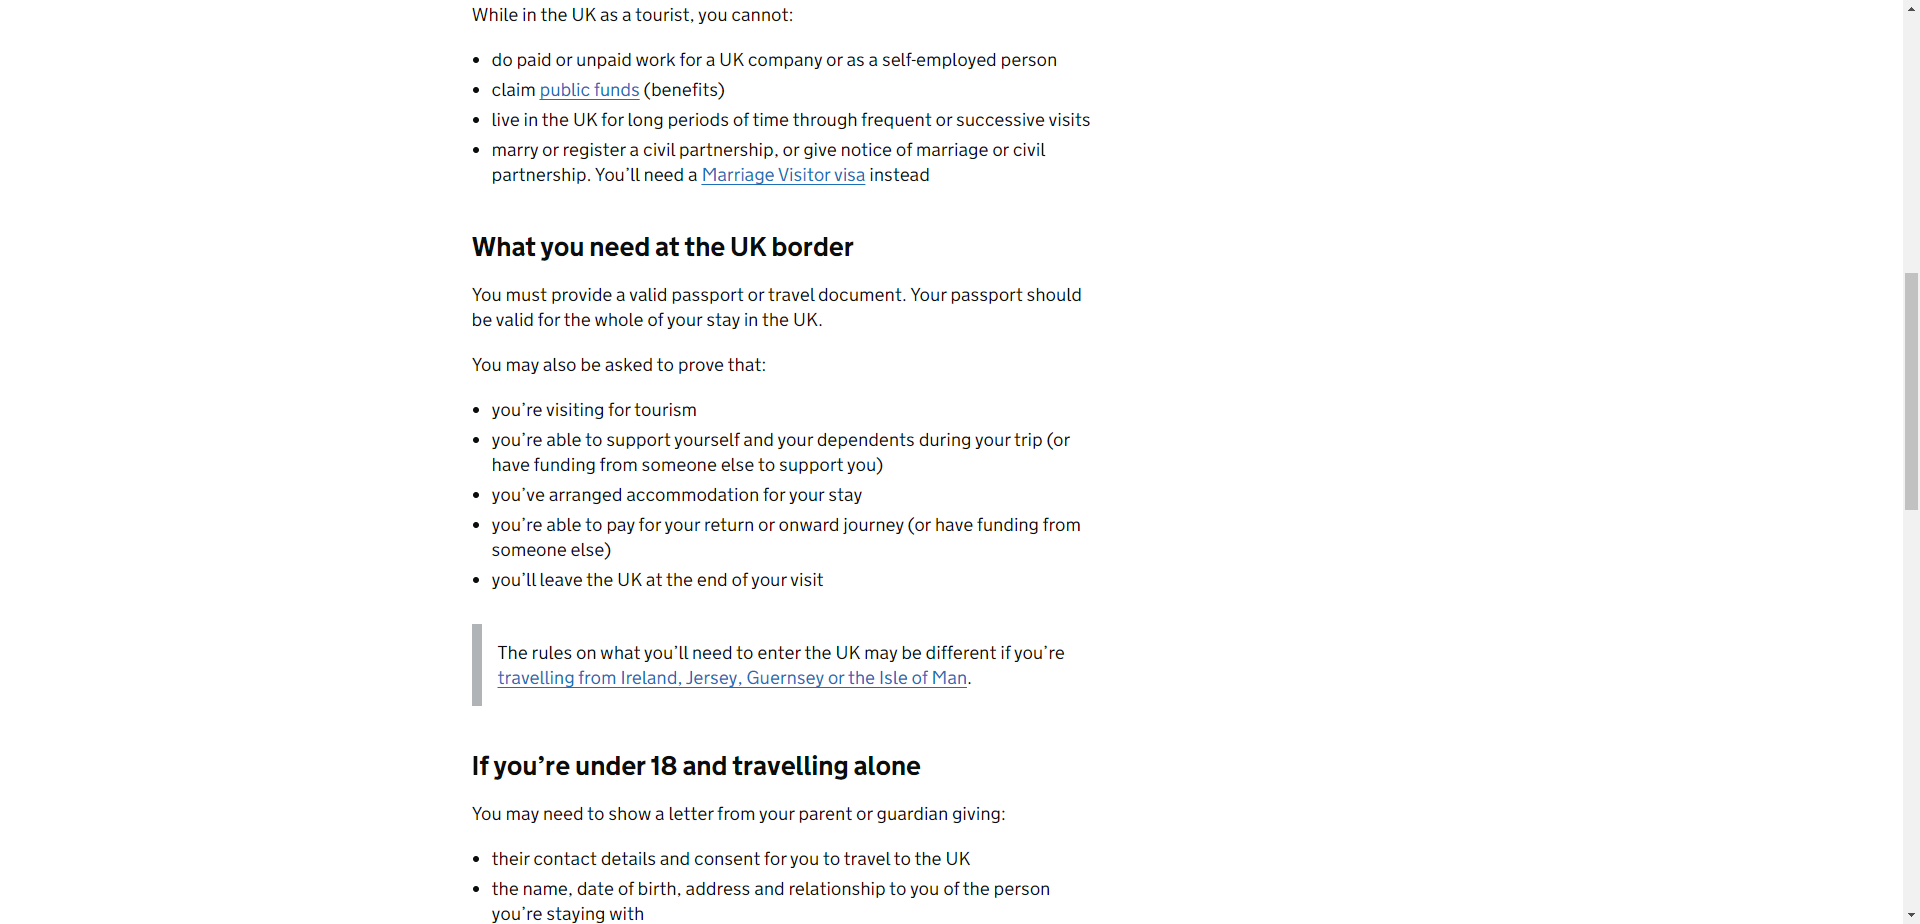 While in the UK as a tourist, you cannot:
• do paid or unpaid work for a UK company or as a self-employed person
• claim public funds (benefits)
• live in the UK for long periods of time through frequent or successive visits
• marry or register a civil partnership, or give notice of marriage or civil
partnership. You’ll need a Marriage Visitor visa instead
What you need at the UK border
You must provide a valid passport or travel document. Your passport should
be valid for the whole of your stay in the UK.
You may also be asked to prove that:
• you’re visiting for tourism
• you’re able to support yourself and your dependents during your trip (or
have funding from someone else to support you)
• you’ve arranged accommodation for your stay
• you’re able to pay for your return or onward journey (or have funding from
someone else)
• you’ll leave the UK at the end of your visit
The rules on what you’ll need to enter the UK may be different if you’re
travelling from Ireland, Jersey, Guernsey or the Isle of Man.
If you’re under 18 and travelling alone
You may need to show a letter from your parent or guardian giving:
• their contact details and consent for you to travel to the UK
• the name, date of birth, address and relationship to you of the person
you’re staying with